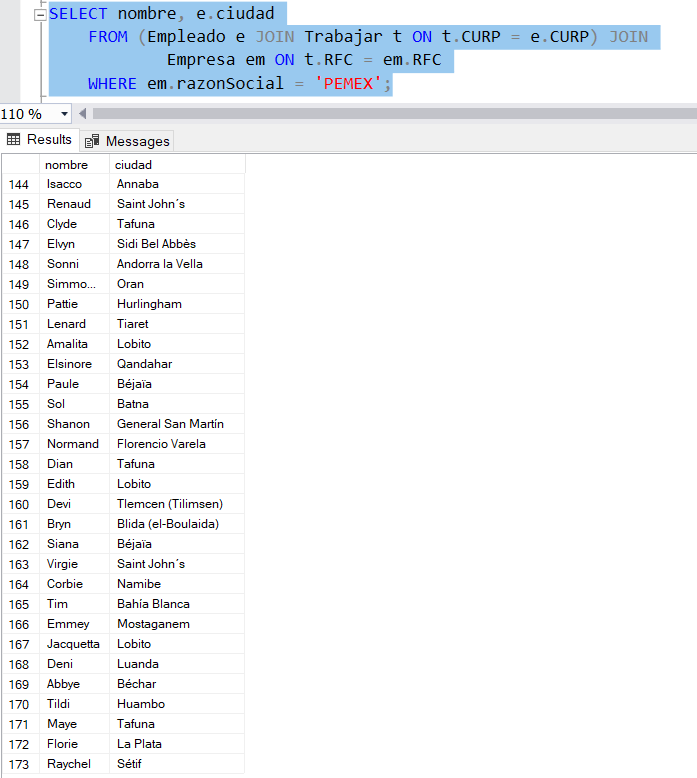 SELECT nombre, e.ciudad
FROM (Empleado e JOIN Trabajar t ON t.CURP = e.CURP) JOIN
Empresa em ON t.RFC = em.RFC
WHERE em.razonSocial = 'PEMEX';
110 %
Results Messages
nombre ciudad
144 Isacco Annaba
145 Renaud Saint John´s
146 Clyde Tafuna
147 Elvyn Sidi Bel Abbès
148 Sonni Andorra la Vella
149 Simmo... Oran
150 Pattie Hurlingham
151 Lenard Tiaret
152 Amalita Lobito
153 Elsinore Qandahar
154 Paule Béjaïa
155 Sol Batna
156 Shanon General San Martín
157 Normand Florencio Varela
158 Dian Tafuna
159 Edith Lobito
160 Devi Tlemcen (Tilimsen)
161 Bryn Blida (el-Boulaida)
162 Siana Béjaïa
163 Virgie Saint John´s
164 Corbie Namibe
165 Tim Bahía Blanca
166 Emmey Mostaganem
167 Jacquetta Lobito
168 Deni Luanda
169 Abbye Béchar
170 Tildi Huambo
171 Maye Tafuna
172 Florie La Plata
173 Raychel Sétif